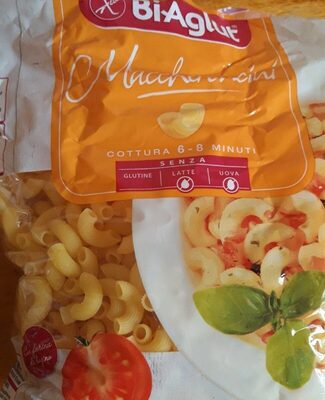 BiAglut
Maccheroncini
COTTURA 6-8 MINUTI
SENZA
GLUTINE LATTE UOVA